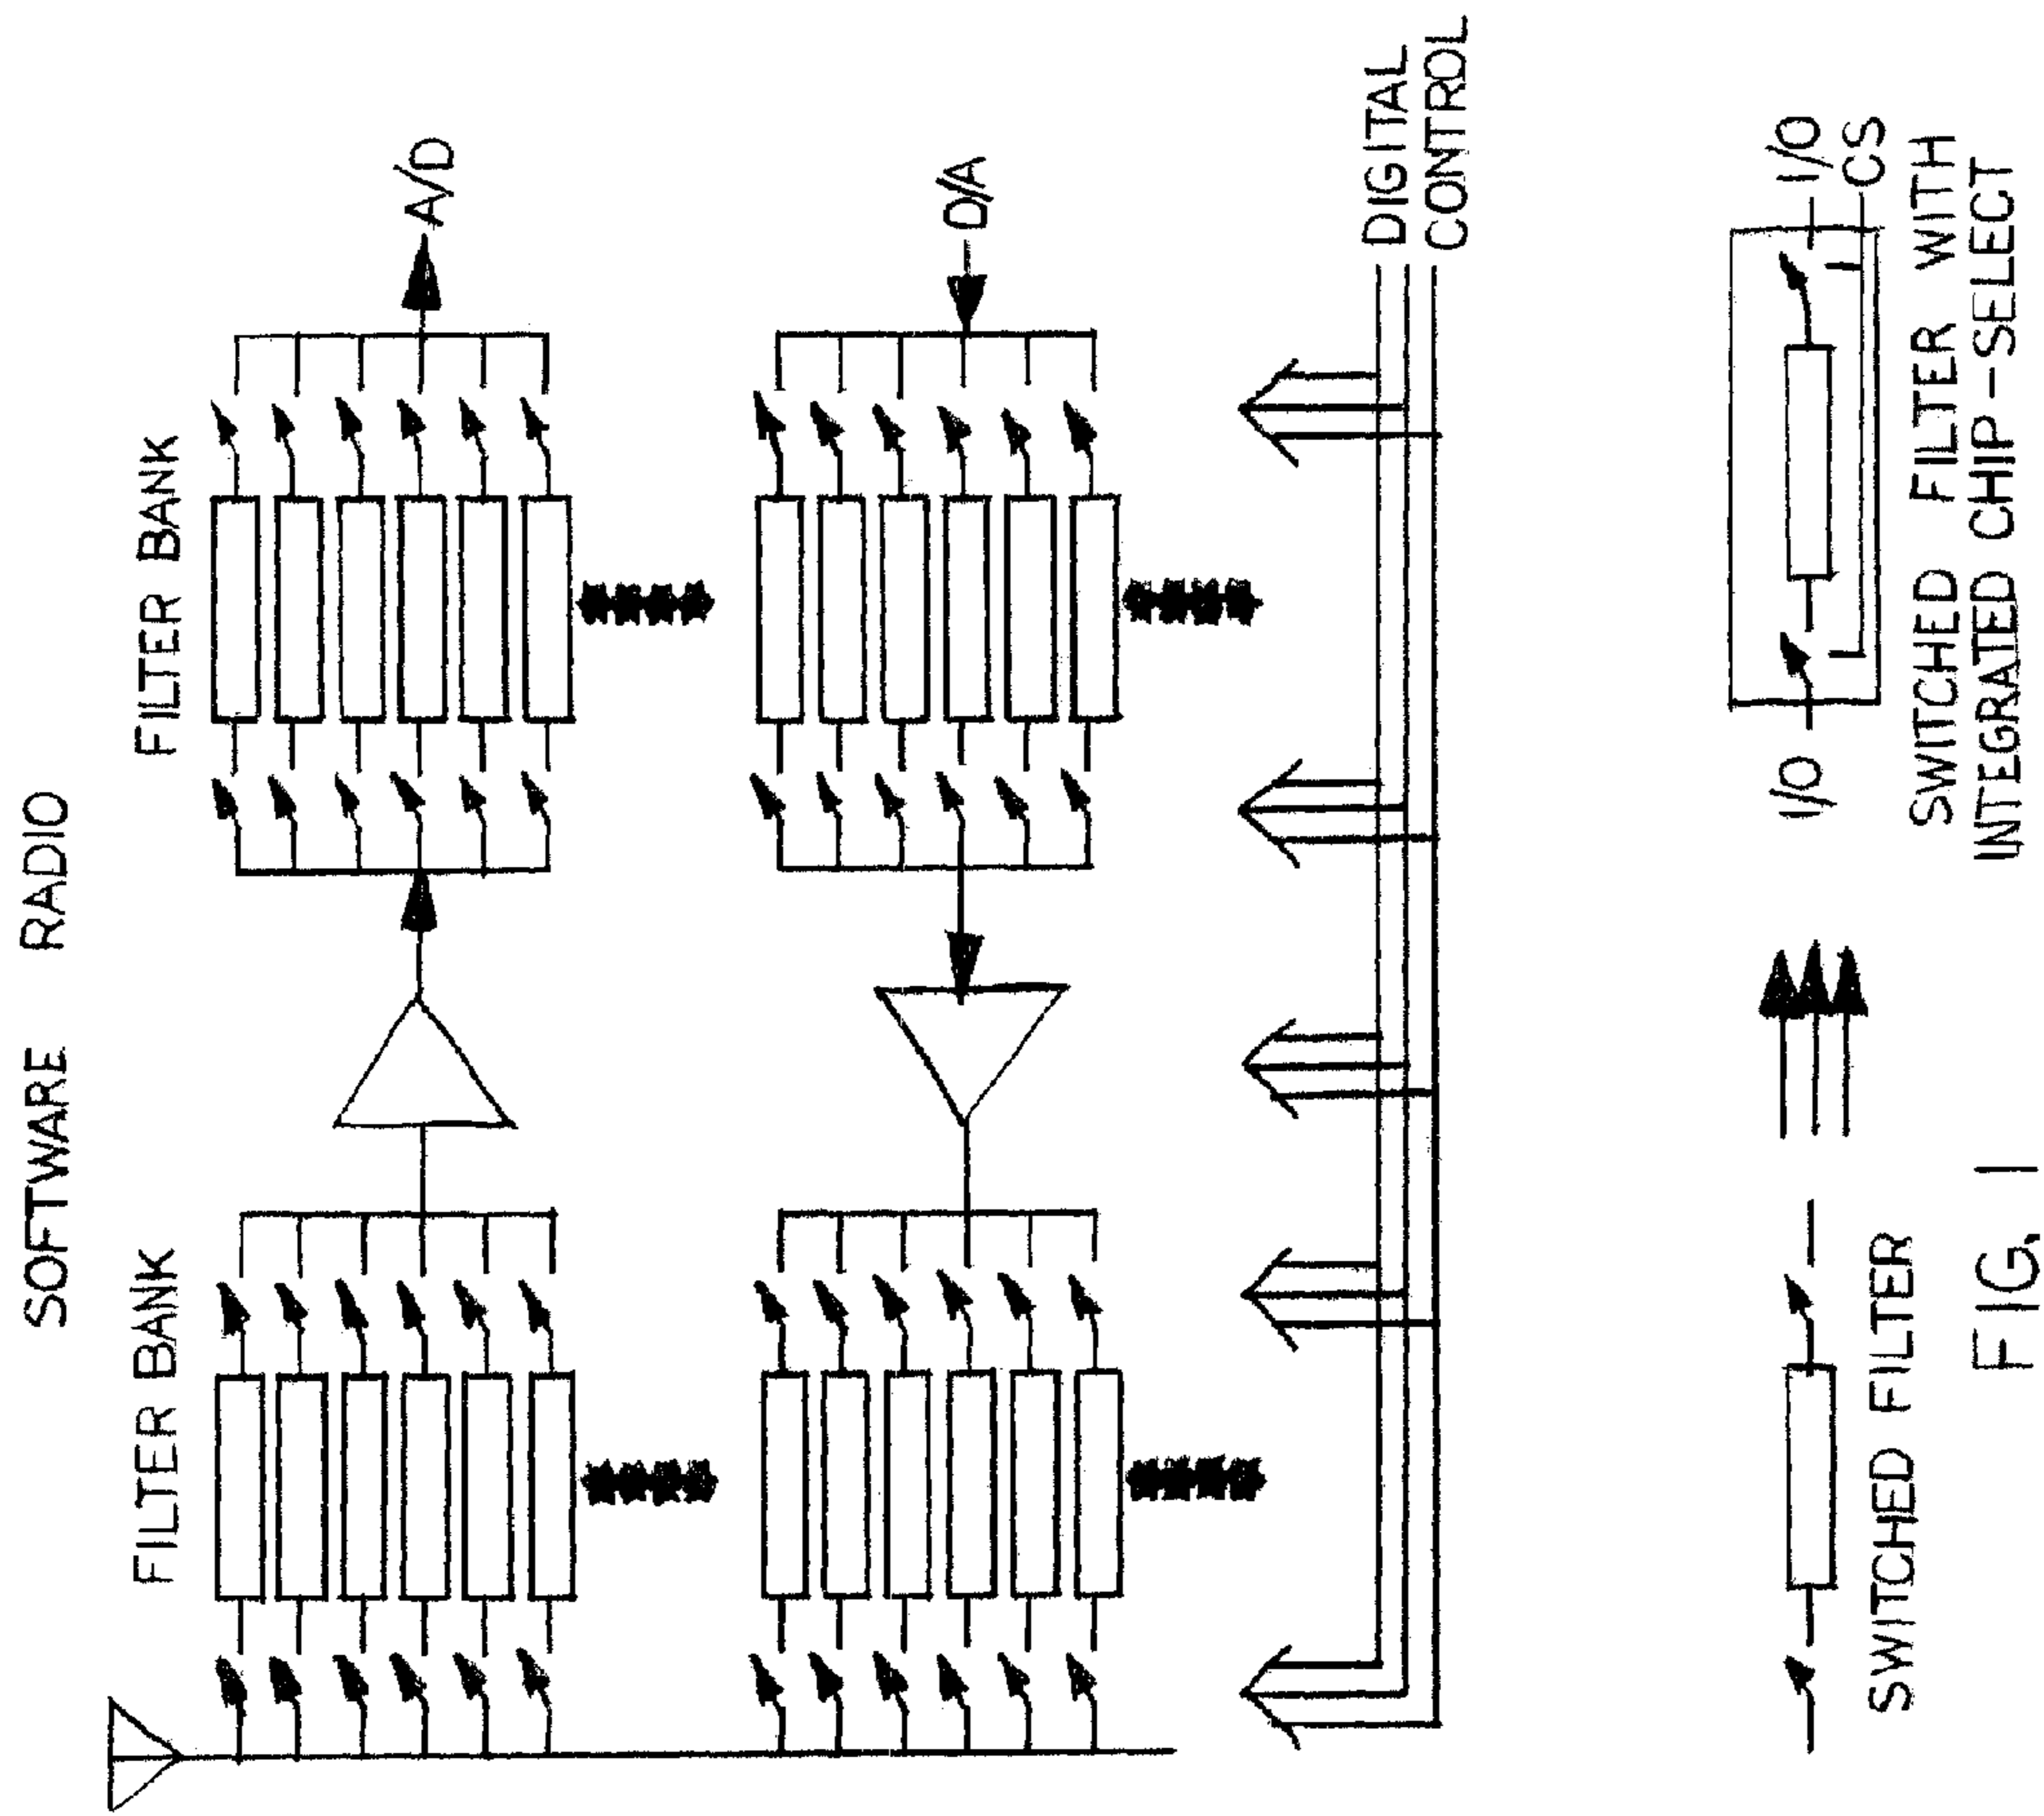 SOFTWARE RADIO
FILTER BANK
FILTER BANK
A/D
D/A
DIGITAL
CONTROL
SWITCHED FILTER
I/O
I/O
CS
SWITCHED FILTER WITH
INTEGRATED CHIP-SELECT
FIG. 1